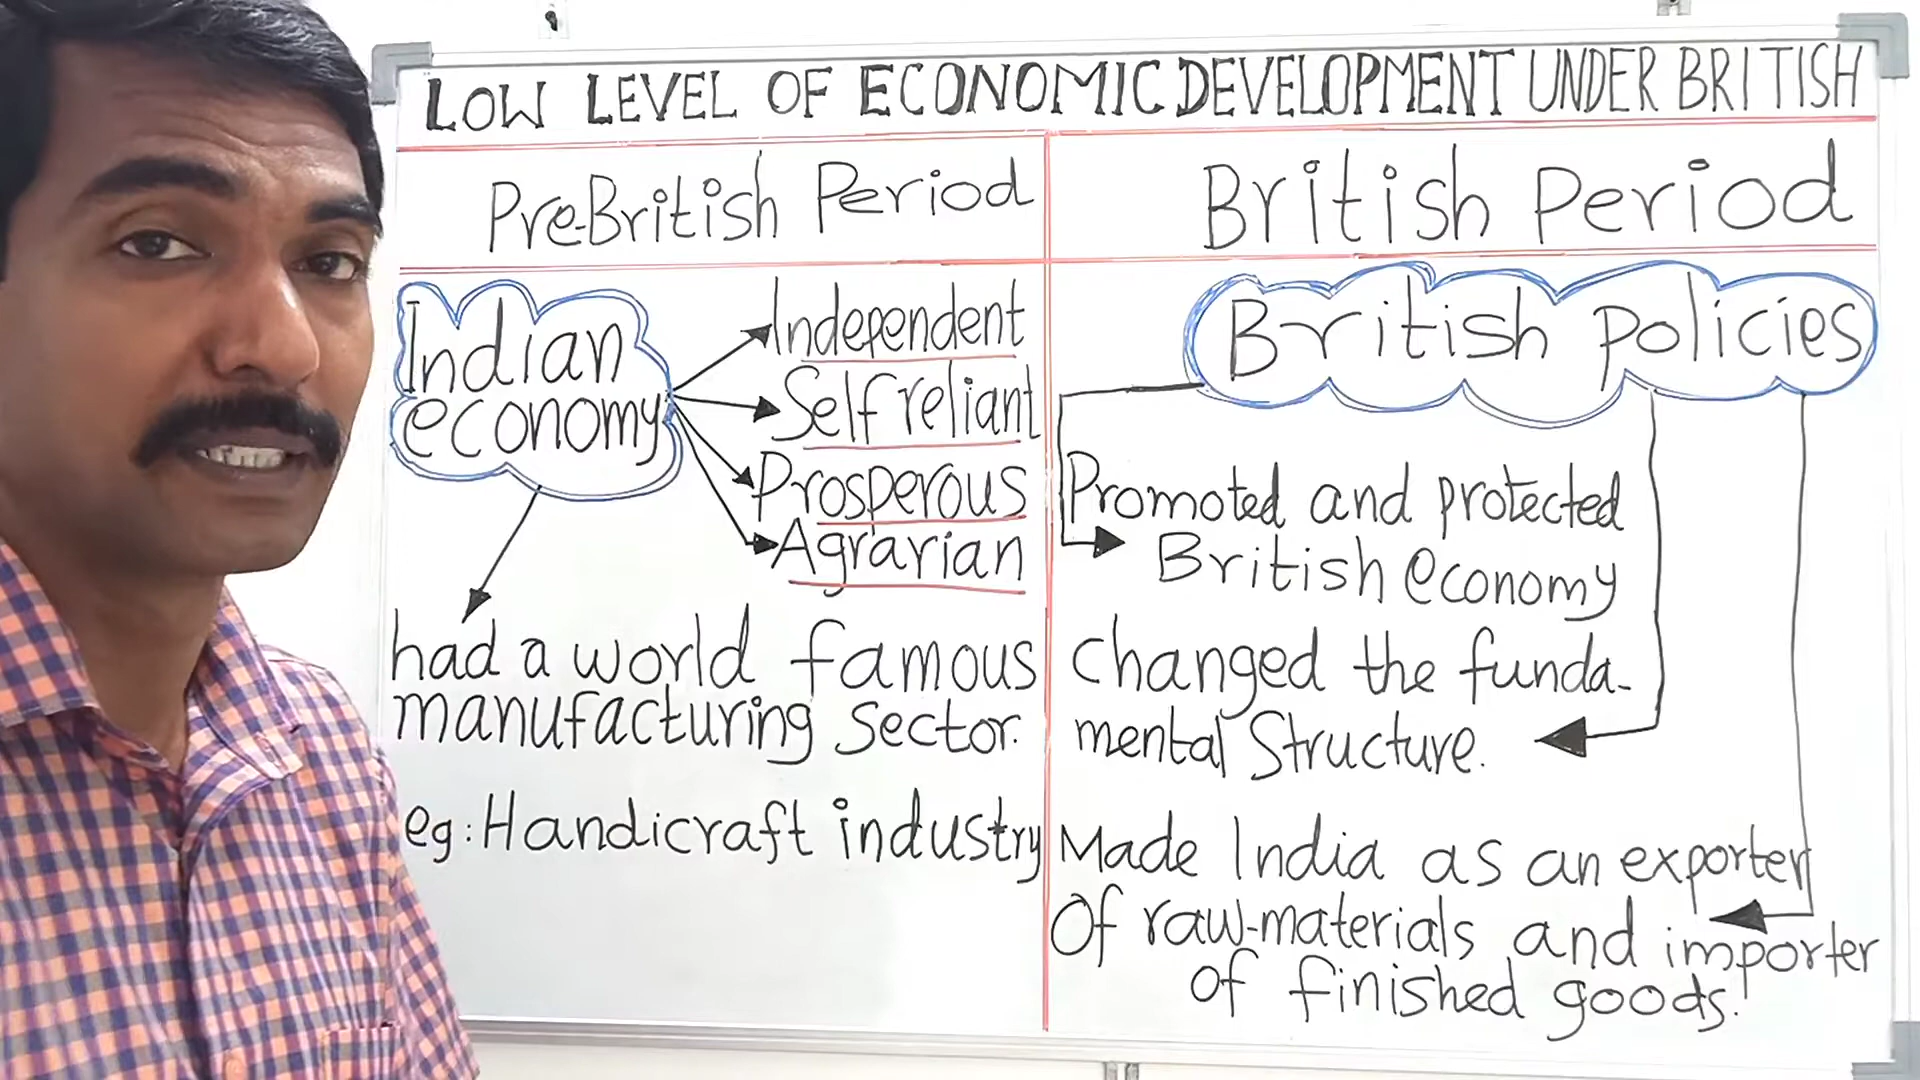 LOW LEVEL OF ECONOMIC DEVELOPMENT UNDER BRITISH
Pre-British Period
Indian
economy
Independent
Self reliant
Prosperous
Agrarian
had a world famous
manufacturing sector.
eg: Handicraft industry
British Period
British policies
Promoted and protected
British economy
changed the funda-
mental Structure.
Made India as an exporter
Of raw-materials and importer
of finished goods.